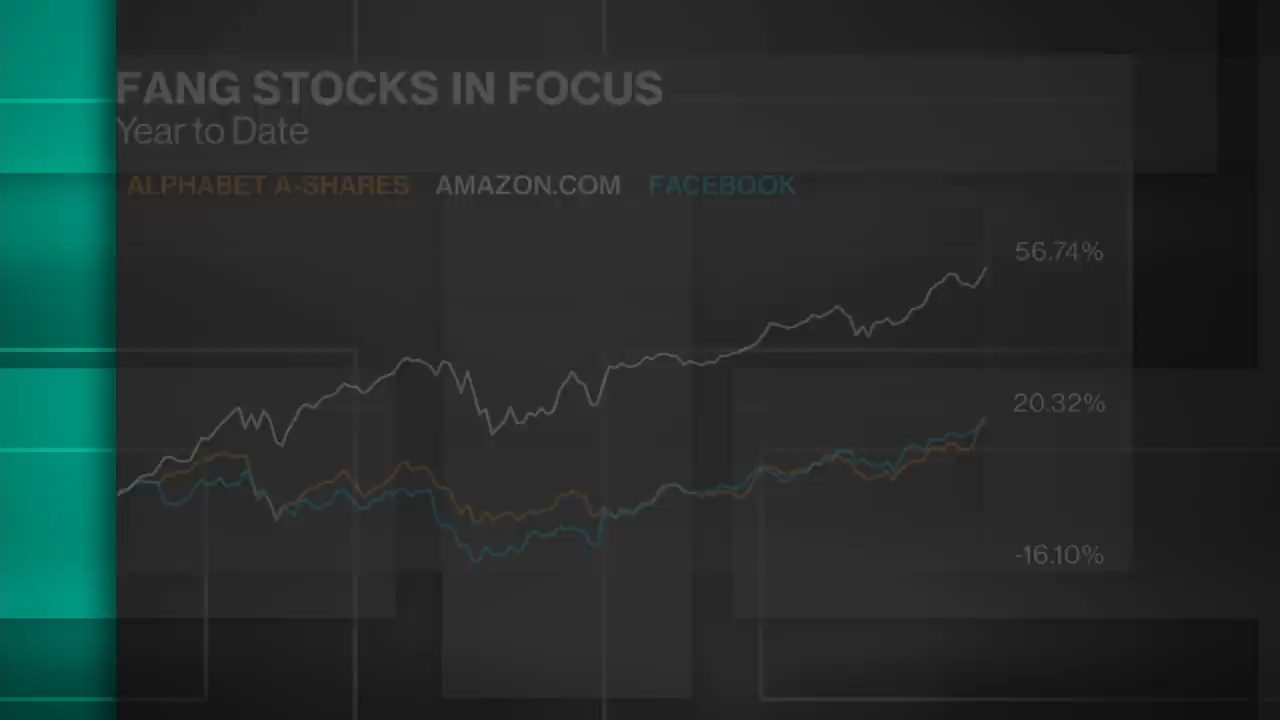 FANG STOCKS IN FOCUS
Year to Date
ALPHABET A-SHARES AMAZON.COM FACEBOOK
56.74%
20.32%
-16.10%